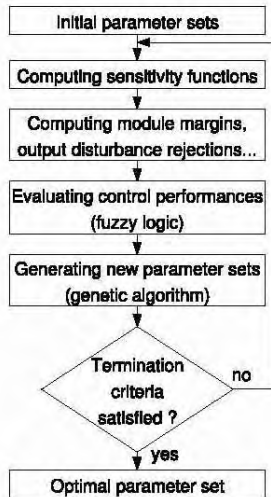 Initial parameter sets
Computing sensitivity functions
Computing module margins,
output disturbance rejections...
Evaluating control performances
(fuzzy logic)
Generating new parameter sets
(genetic algorithm)
Termination
criteria
satisfied ?
no
yes
Optimal parameter set